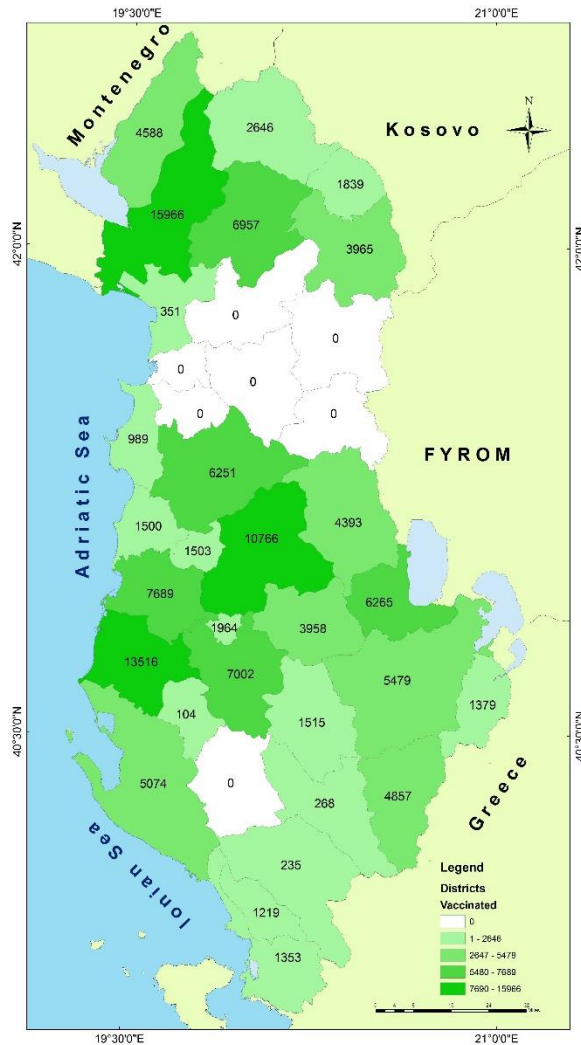 19°30'0"E
21°0'0"E
Montenegro
Kosovo
N
4588
2646
1839
15966
6957
3965
42°0'0"N
42°0'0"N
351
0
0
0
0
0
0
989
6251
FYROM
Adriatic Sea
1500
1503
10766
4393
7689
6265
1964
3958
13516
7002
5479
104
1515
1379
40°30'0"N
40°30'0"N
5074
0
268
4857
Greece
Ionian Sea
235
1219
1353
Legend
Districts
Vaccinated
0
1 - 2646
2647 - 5479
5480 - 7689
7690 - 15966
19°30'0"E
21°0'0"E